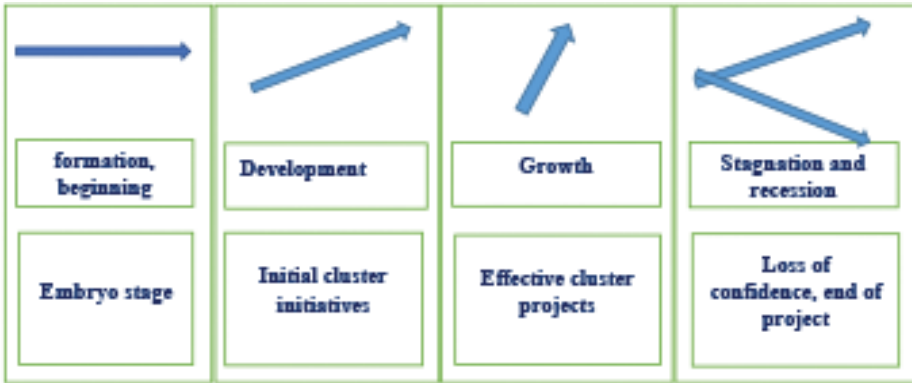 formation,
beginning
Development
Growth
Stagnation and
recession
Embryo stage
Initial cluster
initiatives
Effective cluster
projects
Loss of
confidence, end of
project